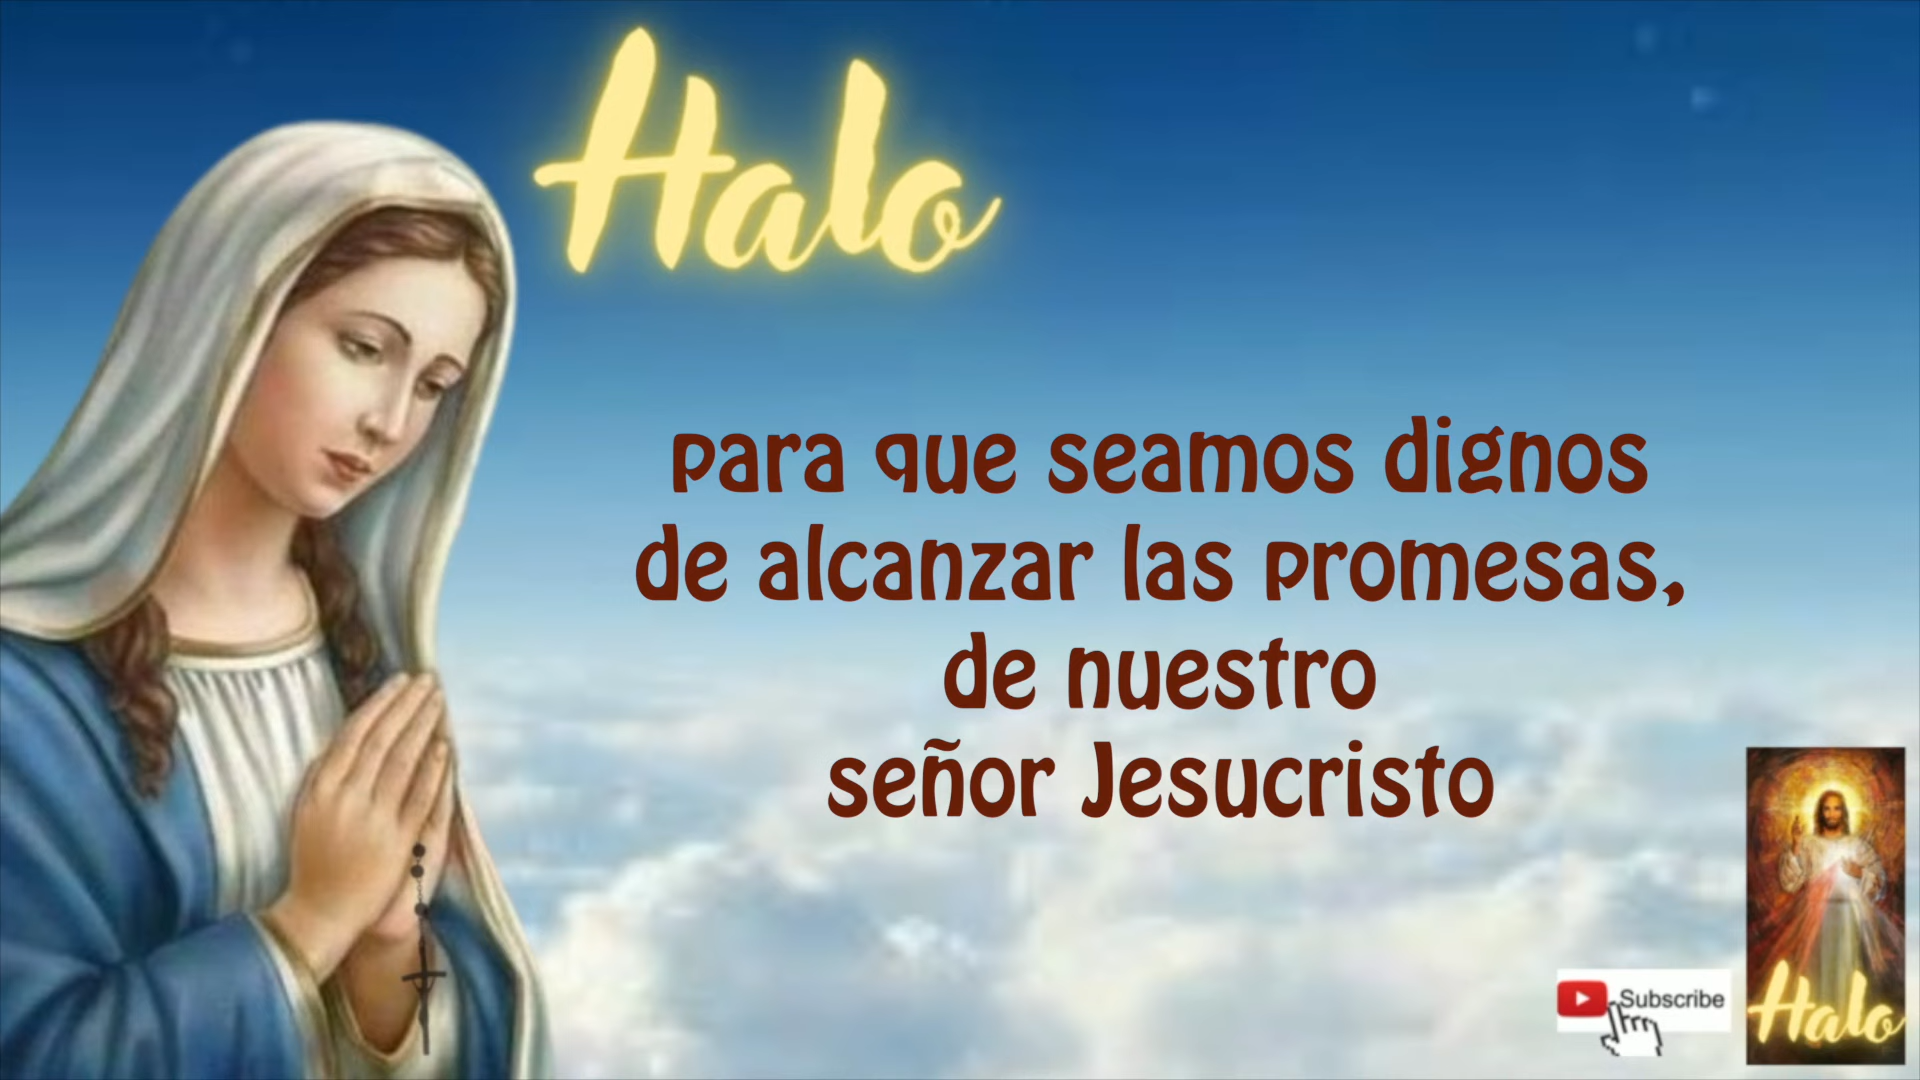 Halo
para que seamos dignos
de alcanzar las promesas,
de nuestro
señor Jesucristo
Subscribe
Halo